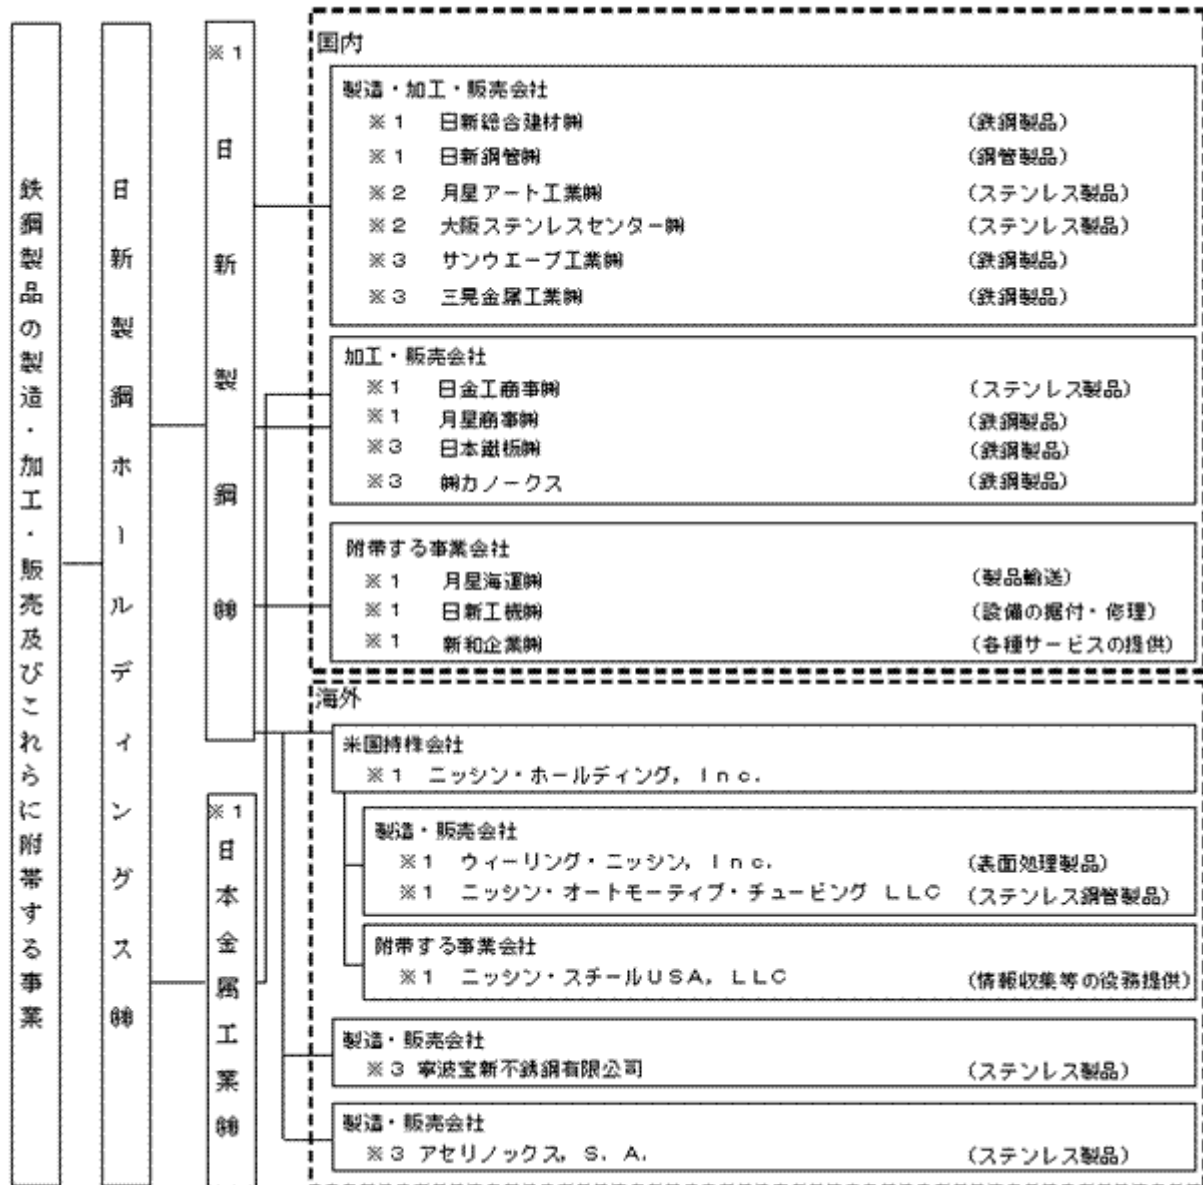 鉄鋼製品の製造・加工・販売及びこれらに附帯する事業
日新製鋼ホールディングス㈱
※1 日新製鋼㈱
※1 日本金属工業㈱
国内
製造・加工・販売会社
※1 日新総合建材㈱ (鉄鋼製品)
※1 日新鋼管㈱ (鋼管製品)
※2 月星アート工業㈱ (ステンレス製品)
※2 大阪ステンレスセンター㈱ (ステンレス製品)
※3 サンウエーブ工業㈱ (鉄鋼製品)
※3 三晃金属工業㈱ (鉄鋼製品)
加工・販売会社
※1 日金工商事㈱ (ステンレス製品)
※1 月星商事㈱ (鉄鋼製品)
※3 日本鐵板㈱ (鉄鋼製品)
※3 ㈱カノークス (鉄鋼製品)
附帯する事業会社
※1 月星海運㈱ (製品輸送)
※1 日新工機㈱ (設備の据付・修理)
※1 新和企業㈱ (各種サービスの提供)
海外
米国持株会社
※1 ニッシン・ホールディング, Inc.
製造・販売会社
※1 ウィーリング・ニッシン, Inc. (表面処理製品)
※1 ニッシン・オートモーティブ・チュービング LLC (ステンレス鋼管製品)
附帯する事業会社
※1 ニッシン・スチールUSA, LLC (情報収集等の役務提供)
製造・販売会社
※3 寧波宝新不銹鋼有限公司 (ステンレス製品)
製造・販売会社
※3 アセリノックス, S. A. (ステンレス製品)